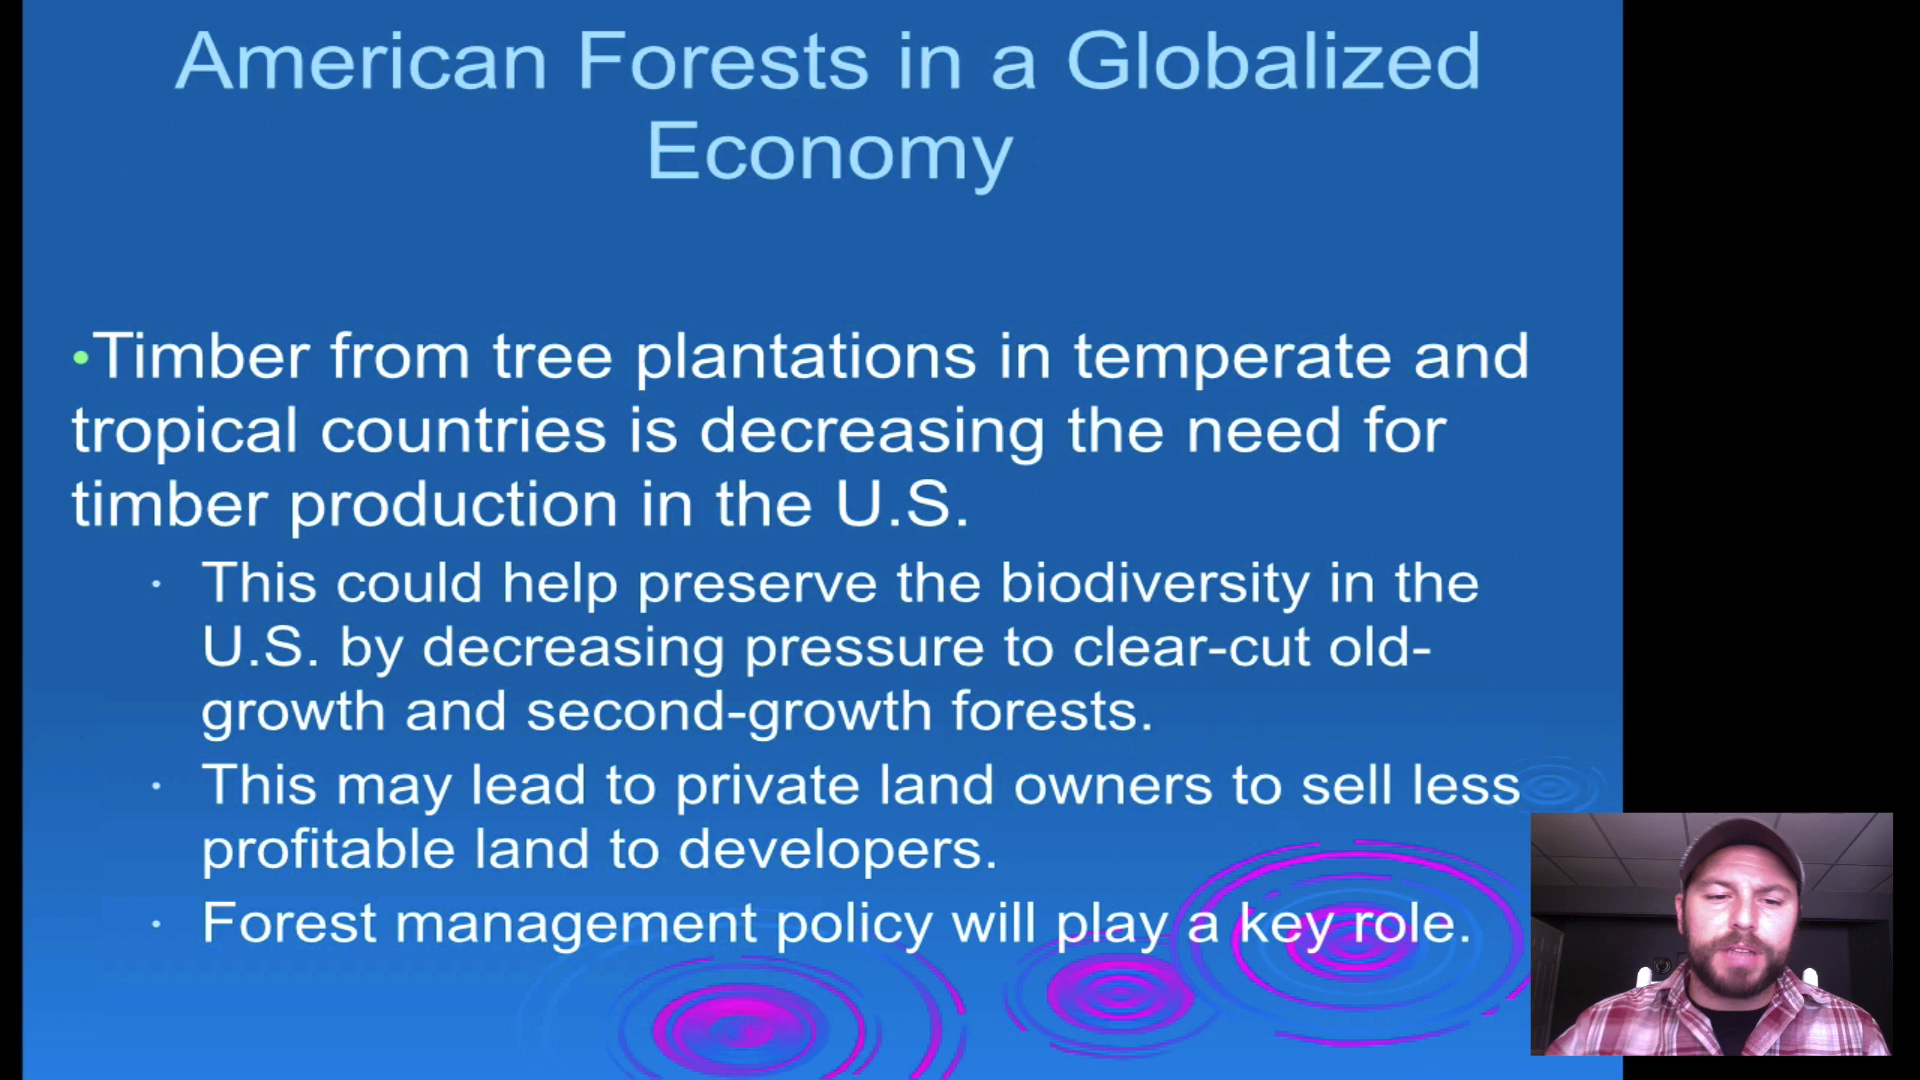 American Forests in a Globalized
Economy
•Timber from tree plantations in temperate and
tropical countries is decreasing the need for
timber production in the U.S.
· This could help preserve the biodiversity in the
U.S. by decreasing pressure to clear-cut old-
growth and second-growth forests.
· This may lead to private land owners to sell less
profitable land to developers.
· Forest management policy will play a key role.